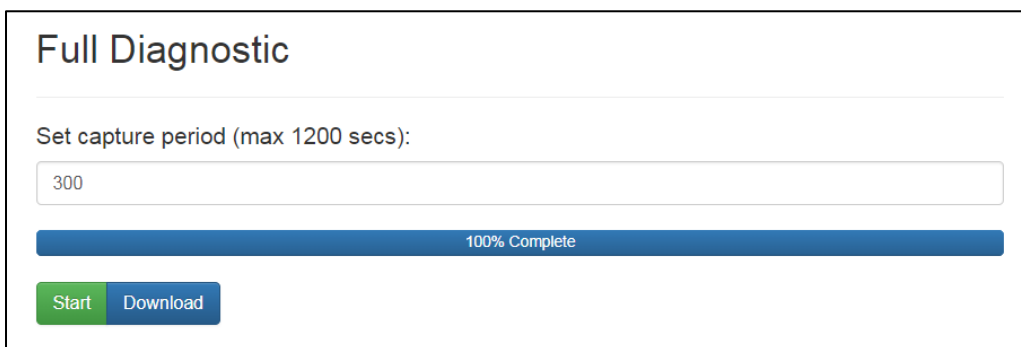 Full Diagnostic
Set capture period (max 1200 secs):
300
100% Complete
Start Download